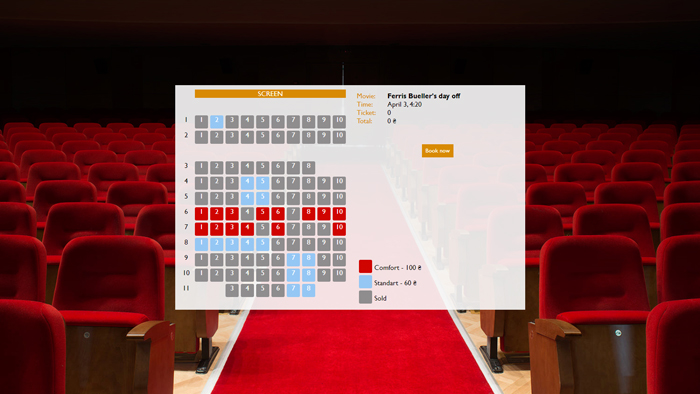 SCREEN
Movie: Ferris Bueller's day off
Time: April 3, 4:20
Ticket: 0
Total: 0 ₴
Book now
1 1 2 3 4 5 6 7 8 9 10
2 1 2 3 4 5 6 7 8 9 10
3 1 2 3 4 5 6 7 8
4 1 2 3 4 5 6 7 8 9 10
5 1 2 3 4 5 6 7 8 9 10
6 1 2 3 4 5 6 7 8 9 10
7 1 2 3 4 5 6 7 8 9 10
8 1 2 3 4 5 6 7 8 9 10
9 1 2 3 4 5 6 7 8 9 10
10 1 2 3 4 5 6 7 8 9 10
11 3 4 5 6 7 8
Comfort - 100 ₴
Standart - 60 ₴
Sold